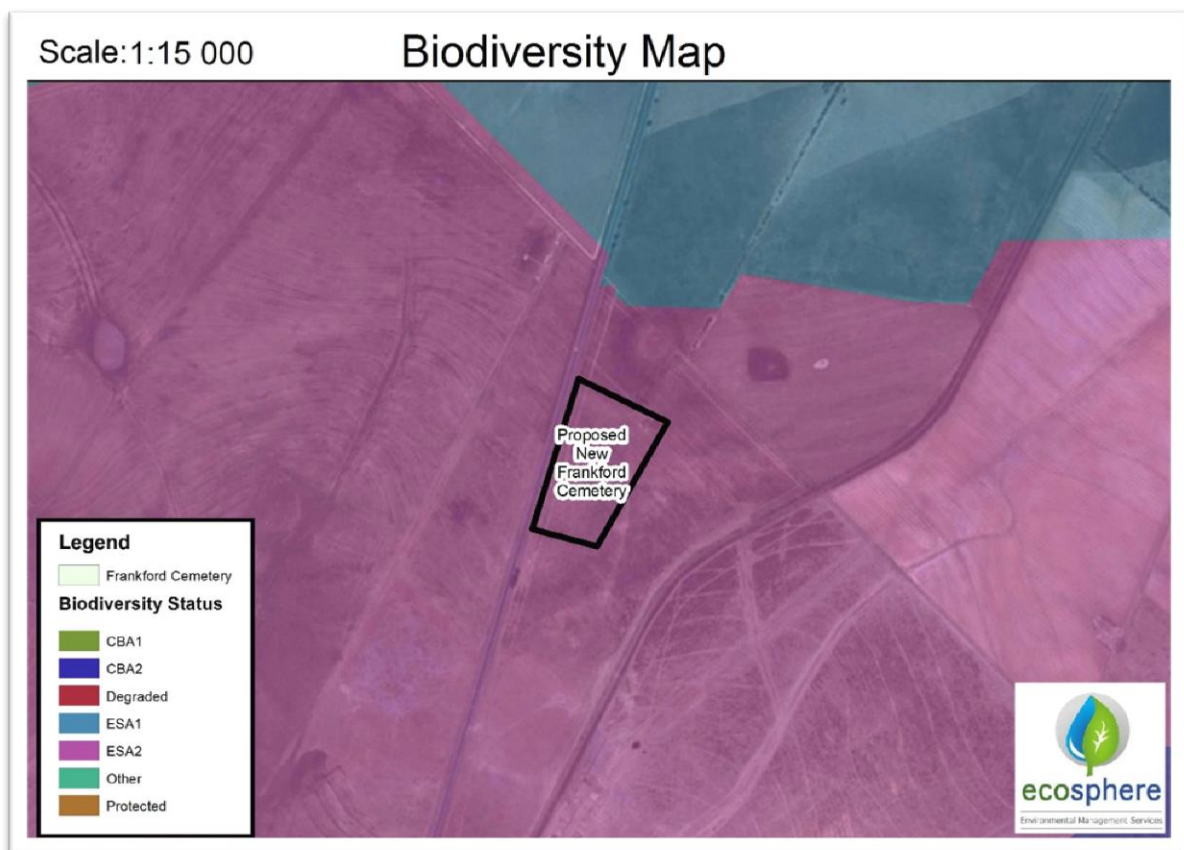 Scale:1:15 000
Biodiversity Map
Proposed
New
Frankford
Cemetery
Legend
Frankford Cemetery
Biodiversity Status
CBA1
CBA2
Degraded
ESA1
ESA2
Other
Protected
ecosphere
Environmental Management Services